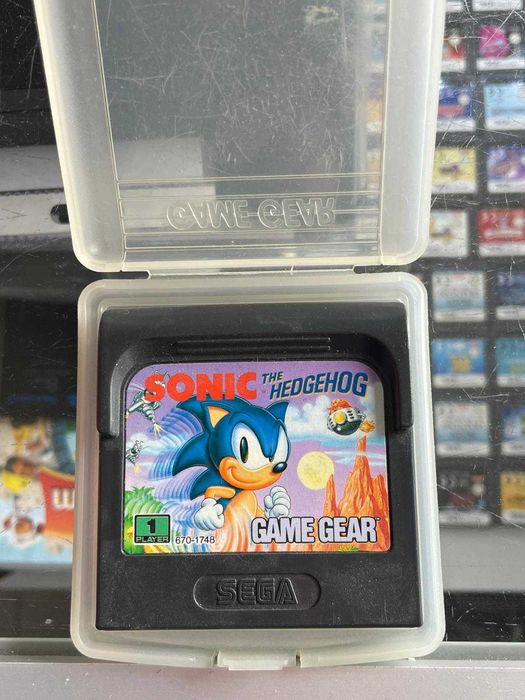 GAME GEAR
SONIC THE HEDGEHOG
1
PLAYER
670-1748
GAME GEAR
SEGA